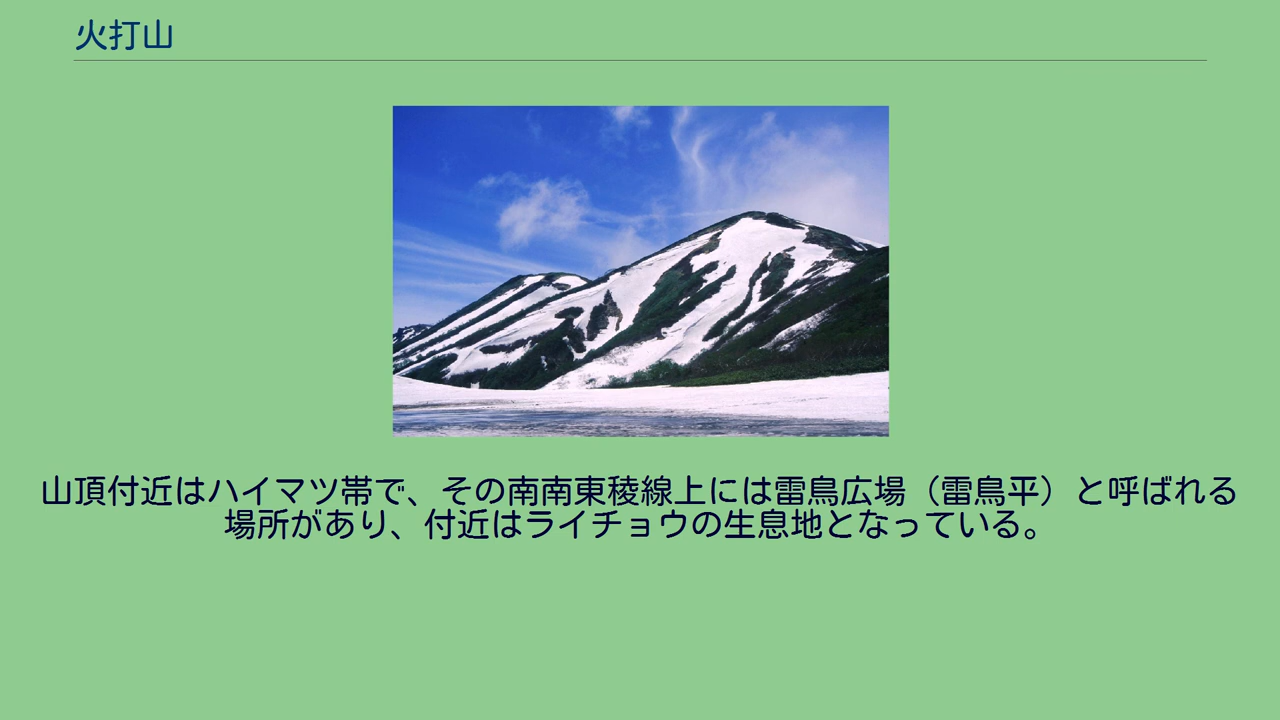 火打山
山頂付近はハイマツ帯で、その南南東稜線上には雷鳥広場（雷鳥平）と呼ばれる
場所があり、付近はライチョウの生息地となっている。